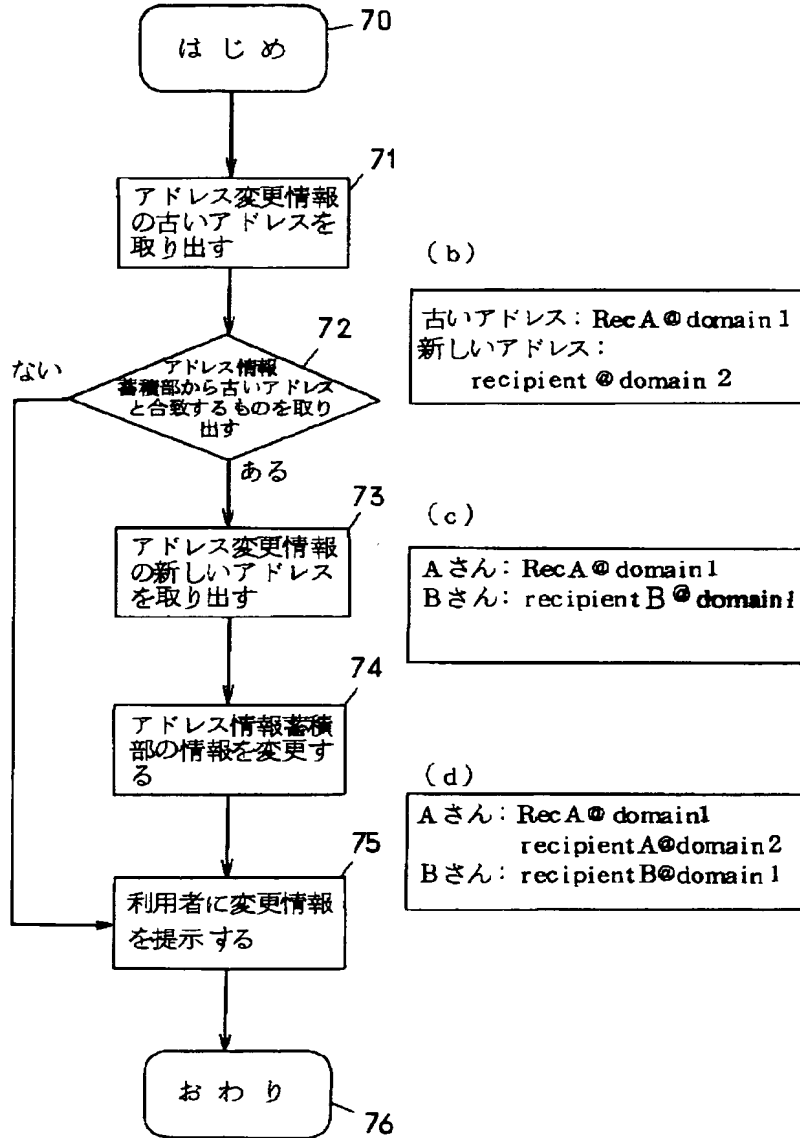 70
はじめ
71
アドレス変更情報
の古いアドレスを
取り出す
72
アドレス情報
蓄積部から古いアドレス
と合致するものを取り
出す
ない
ある
73
アドレス変更情報
の新しいアドレス
を取り出す
74
アドレス情報蓄積
部の情報を変更す
る
75
利用者に変更情報
を提示する
おわり
76
(b)
古いアドレス: RecA@domain1
新しいアドレス:
recipient@domain2
(c)
Aさん: RecA@domain1
Bさん: recipientB@domain1
(d)
Aさん: RecA@domain1
recipientA@domain2
Bさん: recipientB@domain1